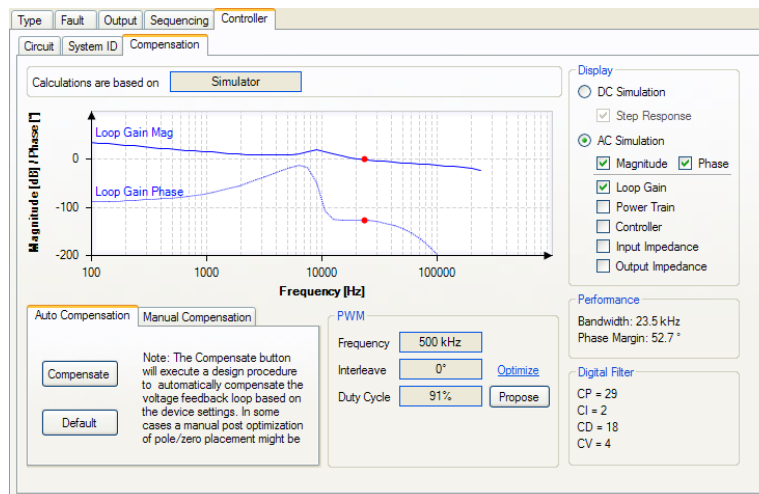 Type Fault Output Sequencing Controller
Circuit System ID Compensation
Calculations are based on Simulator
Loop Gain Mag
Loop Gain Phase
Magnitude [dB] / Phase [°]
0
-100
-200
100 1000 10000 100000
Frequency [Hz]
Display
DC Simulation
Step Response
AC Simulation
Magnitude Phase
Loop Gain
Power Train
Controller
Input Impedance
Output Impedance
Performance
Bandwidth: 23.5 kHz
Phase Margin: 52.7 °
Digital Filter
CP = 29
CI = 2
CD = 18
CV = 4
Auto Compensation Manual Compensation
Compensate
Default
Note: The Compensate button
will execute a design procedure
to automatically compensate the
voltage feedback loop based on
the device settings. In some
cases a manual post optimization
of pole/zero placement might be
PWM
Frequency 500 kHz
Interleave 0° Optimize
Duty Cycle 91% Propose